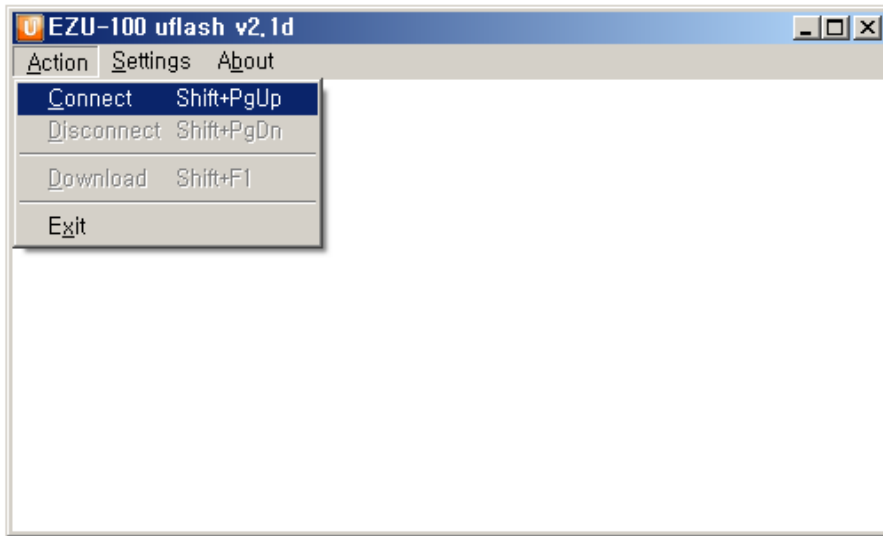 U EZU-100 uflash v2.1d
Action Settings About
Connect Shift+PgUp
Disconnect Shift+PgDn
Download Shift+F1
Exit